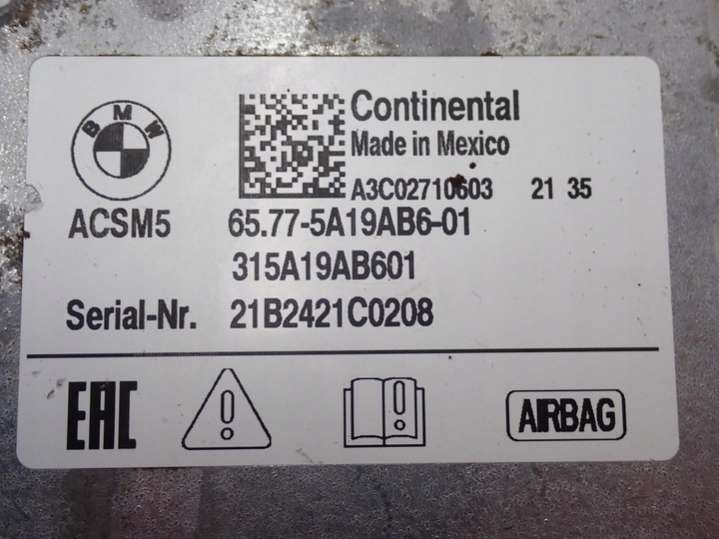 BMW
Continental
Made in Mexico
A3C02710603 21 35
ACSM5 65.77-5A19AB6-01
315A19AB601
Serial-Nr. 21B2421C0208
EAC AIRBAG